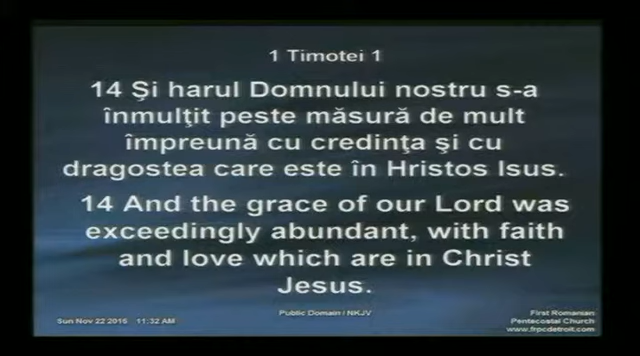 1 Timotei 1
14 Şi harul Domnului nostru s-a
înmulţit peste măsură de mult
împreună cu credinţa şi cu
dragostea care este în Hristos Isus.
14 And the grace of our Lord was
exceedingly abundant, with faith
and love which are in Christ
Jesus.
Public Domain / NKJV
Sun Nov 22 2015 11:32 AM
First Romanian
Pentecostal Church
www.frpcdetroit.com